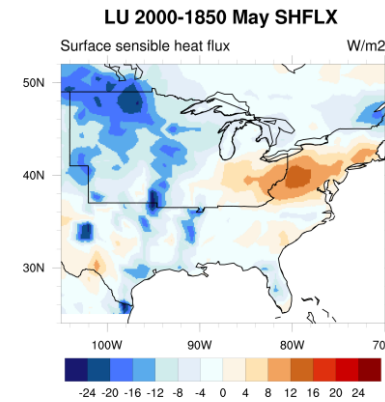 LU 2000-1850 May SHFLX
Surface sensible heat flux W/m2
50N
40N
30N
100W 90W 80W 70
-24 -20 -16 -12 -8 -4 0 4 8 12 16 20 24